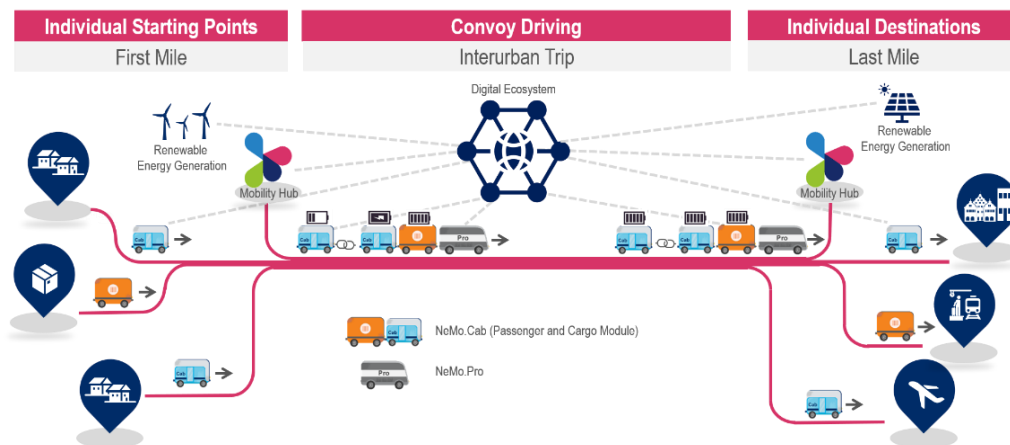 Individual Starting Points
Convoy Driving
Individual Destinations
First Mile
Interurban Trip
Last Mile
Digital Ecosystem
Renewable
Energy Generation
Renewable
Energy Generation
Mobility Hub
Mobility Hub
Cab
Cab
Cab
Pro
Cab
Cab
Pro
Cab
Cab
NeMo.Cab (Passenger and Cargo Module)
Pro
NeMo.Pro
Cab
Cab